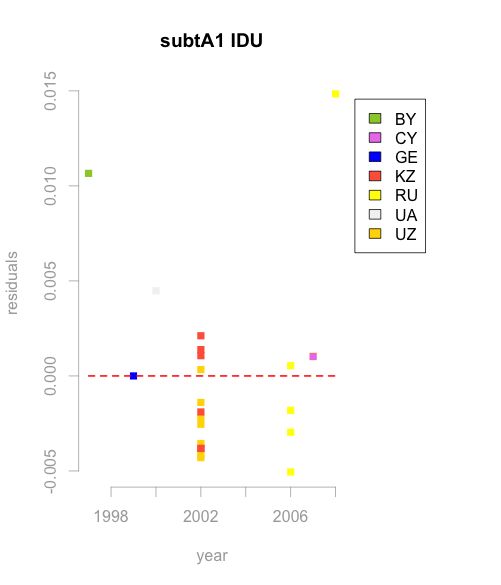 subtA1 IDU
0.015
0.010
0.005
0.000
-0.005
residuals
1998
2002
2006
year
BY
CY
GE
KZ
RU
UA
UZ